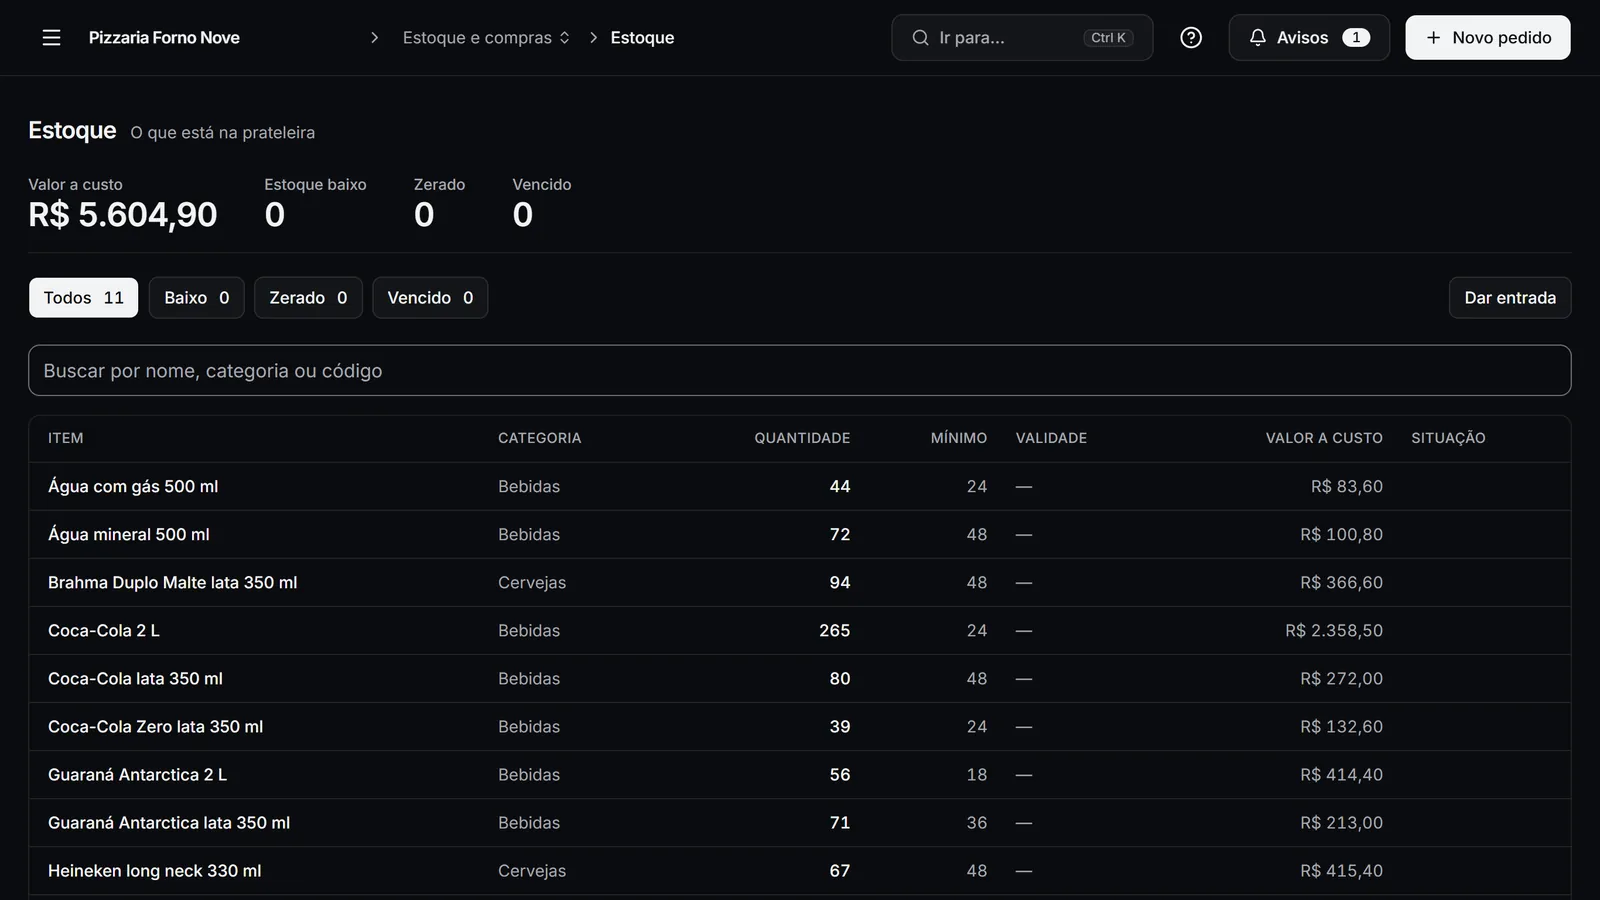 Pizzaria Forno Nove > Estoque e compras > Estoque Ir para... Ctrl K Avisos 1 + Novo pedido
Estoque O que está na prateleira
Valor a custo Estoque baixo Zerado Vencido
R$ 5.604,90 0 0 0
Todos 11 Baixo 0 Zerado 0 Vencido 0 Dar entrada
Buscar por nome, categoria ou código
ITEM CATEGORIA QUANTIDADE MÍNIMO VALIDADE VALOR A CUSTO SITUAÇÃO
Água com gás 500 ml Bebidas 44 24 — R$ 83,60
Água mineral 500 ml Bebidas 72 48 — R$ 100,80
Brahma Duplo Malte lata 350 ml Cervejas 94 48 — R$ 366,60
Coca-Cola 2 L Bebidas 265 24 — R$ 2.358,50
Coca-Cola lata 350 ml Bebidas 80 48 — R$ 272,00
Coca-Cola Zero lata 350 ml Bebidas 39 24 — R$ 132,60
Guaraná Antarctica 2 L Bebidas 56 18 — R$ 414,40
Guaraná Antarctica lata 350 ml Bebidas 71 36 — R$ 213,00
Heineken long neck 330 ml Cervejas 67 48 — R$ 415,40